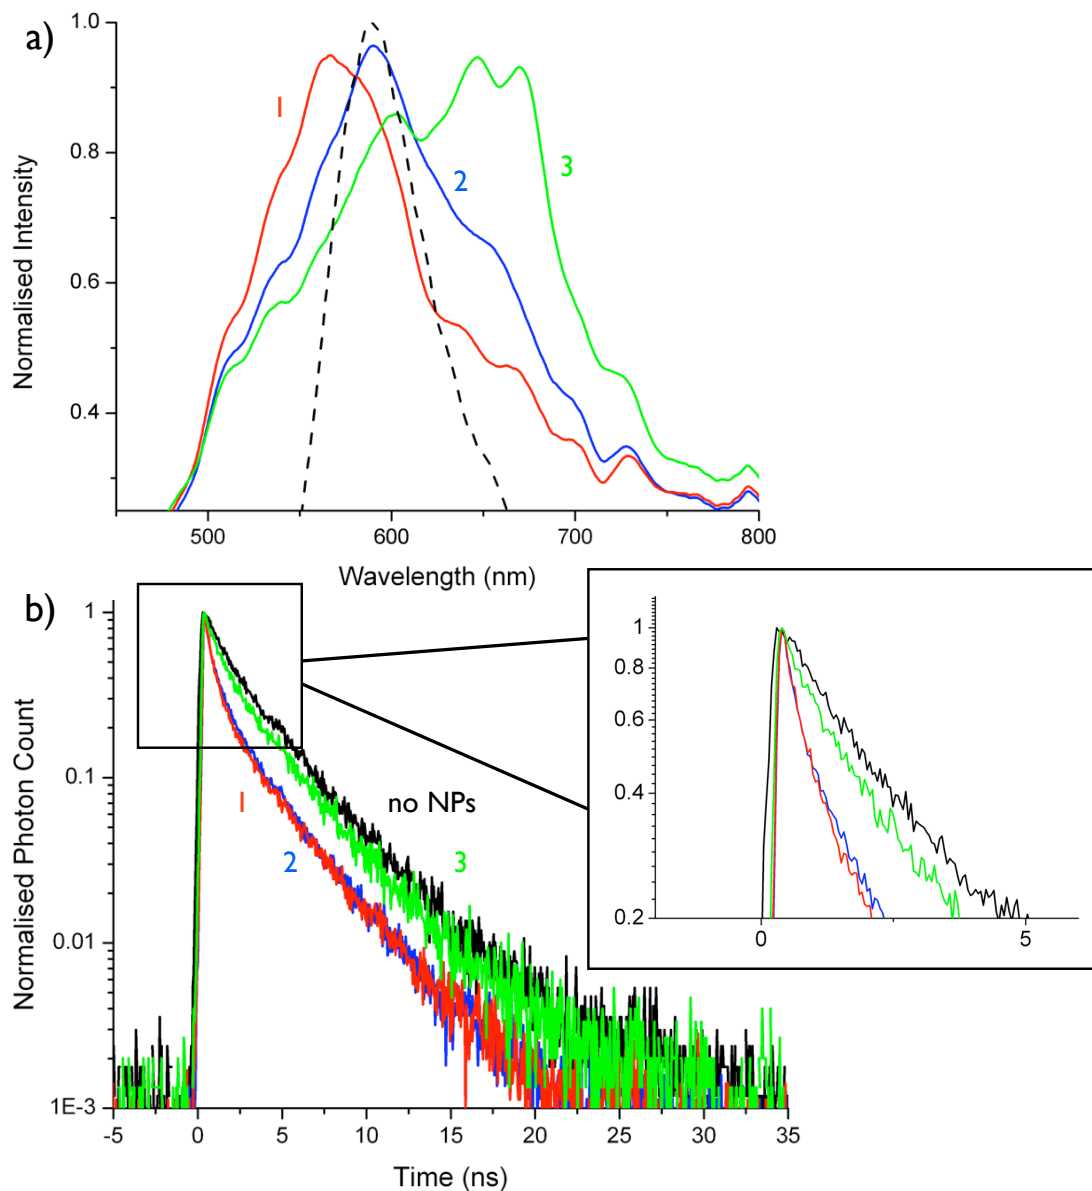 a)
1.0
0.8
0.6
0.4
Normalised Intensity
1
2
3
500 600 700 800
Wavelength (nm)
b)
1
0.1
0.01
1E-3
Normalised Photon Count
1
2
no NPs
3
-5 0 5 10 15 20 25 30 35
Time (ns)
1
0.8
0.6
0.4
0.2
0 5